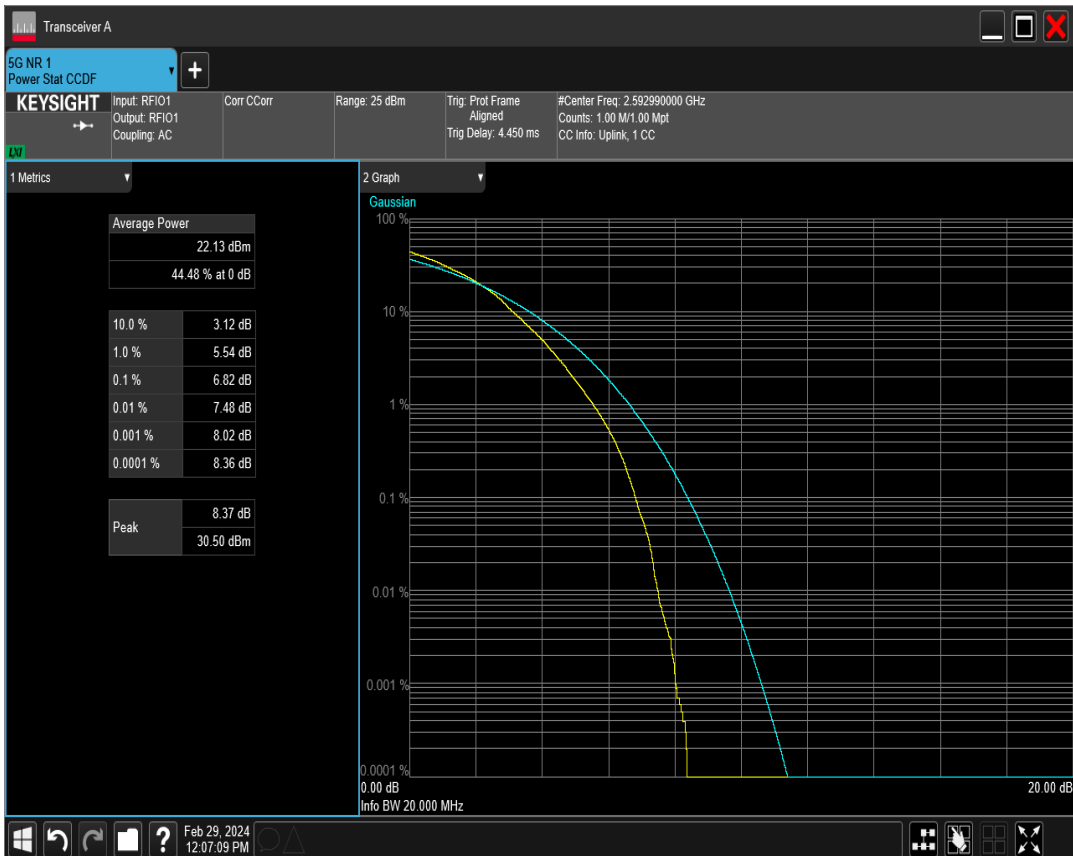 Transceiver A
5G NR 1
Power Stat CCDF
KEYSIGHT
LXI
Input: RFIO1
Output: RFIO1
Coupling: AC
Corr CCorr
Range: 25 dBm
Trig: Prot Frame
Aligned
Trig Delay: 4.450 ms
#Center Freq: 2.592990000 GHz
Counts: 1.00 M/1.00 Mpt
CC Info: Uplink, 1 CC
1 Metrics
Average Power
22.13 dBm
44.48 % at 0 dB
10.0 % 3.12 dB
1.0 % 5.54 dB
0.1 % 6.82 dB
0.01 % 7.48 dB
0.001 % 8.02 dB
0.0001 % 8.36 dB
Peak
8.37 dB
30.50 dBm
2 Graph
Gaussian
100 %
10 %
1 %
0.1 %
0.01 %
0.001 %
0.0001 %
0.00 dB 20.00 dB
Info BW 20.000 MHz
? Feb 29, 2024
12:07:09 PM